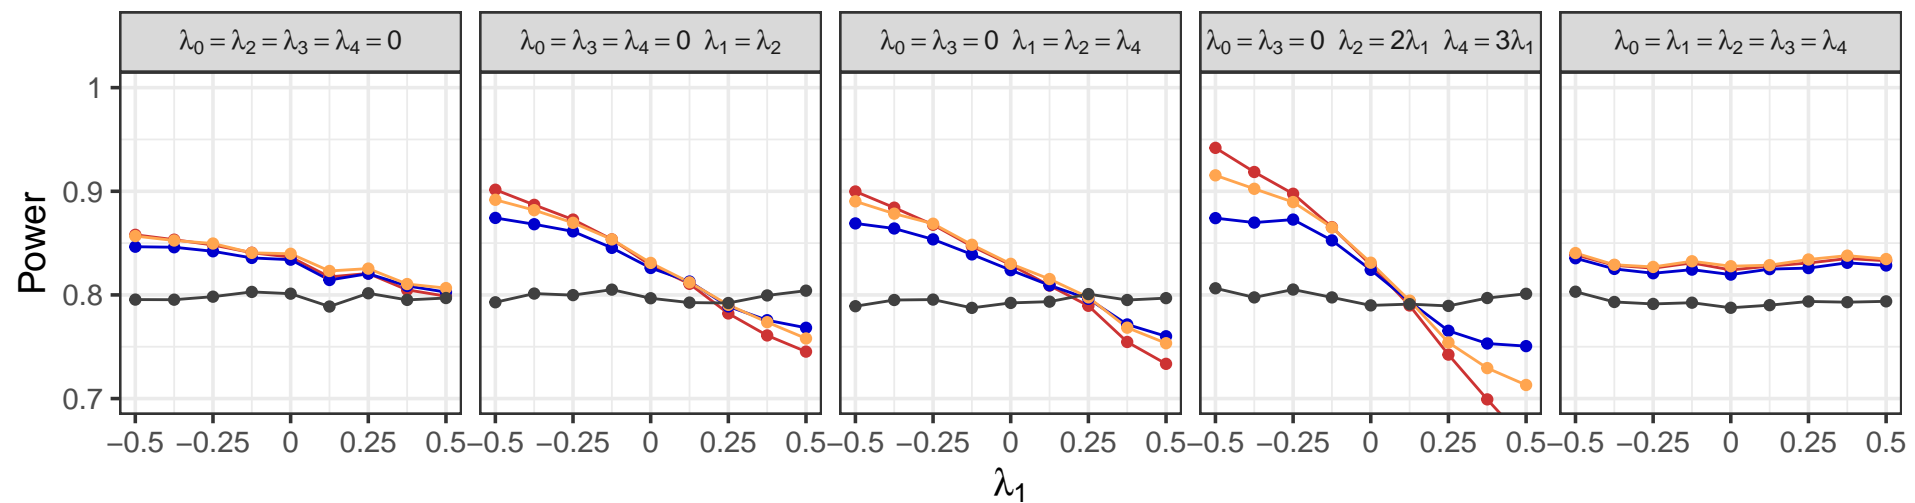 λ₀ = λ₂ = λ₃ = λ₄ = 0
λ₀ = λ₃ = λ₄ = 0 λ₁ = λ₂
λ₀ = λ₃ = 0 λ₁ = λ₂ = λ₄
λ₀ = λ₃ = 0 λ₂ = 2λ₁ λ₄ = 3λ₁
λ₀ = λ₁ = λ₂ = λ₃ = λ₄
Power
1
0.9
0.8
0.7
−0.5 −0.25 0 0.25 0.5
−0.5 −0.25 0 0.25 0.5
−0.5 −0.25 0 0.25 0.5
−0.5 −0.25 0 0.25 0.5
−0.5 −0.25 0 0.25 0.5
λ₁